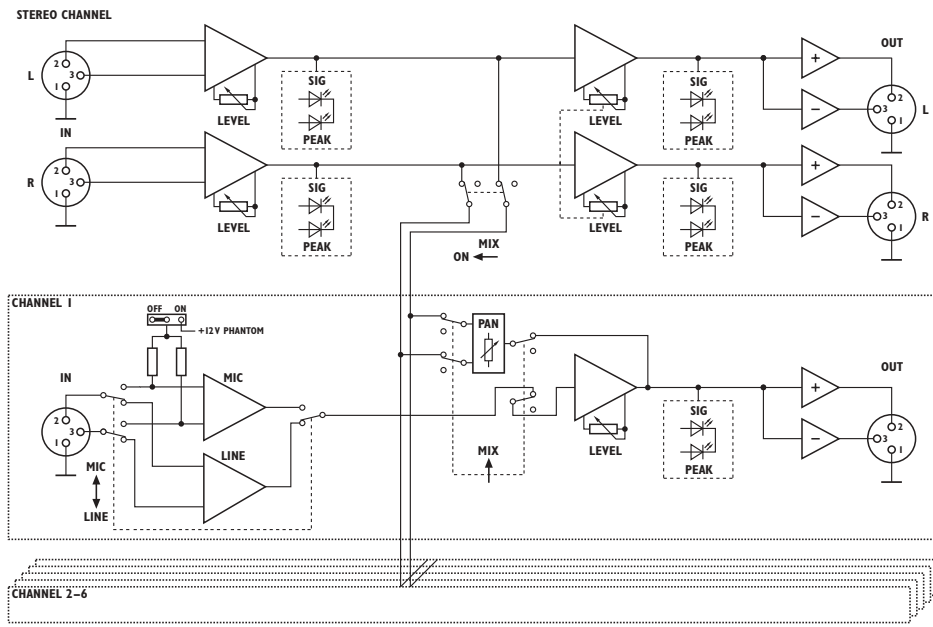 STEREO CHANNEL
OUT
2
L
3
1
IN
LEVEL
SIG
PEAK
LEVEL
SIG
PEAK
+
−
2
3
1
L
2
R
3
1
LEVEL
SIG
PEAK
MIX
ON
LEVEL
SIG
PEAK
+
−
2
3
1
R
CHANNEL 1
OFF ON
+12V PHANTOM
PAN
IN
MIC
OUT
2
3
1
LINE
MIC
LINE
MIX
LEVEL
SIG
PEAK
+
−
2
3
1
CHANNEL 2–6